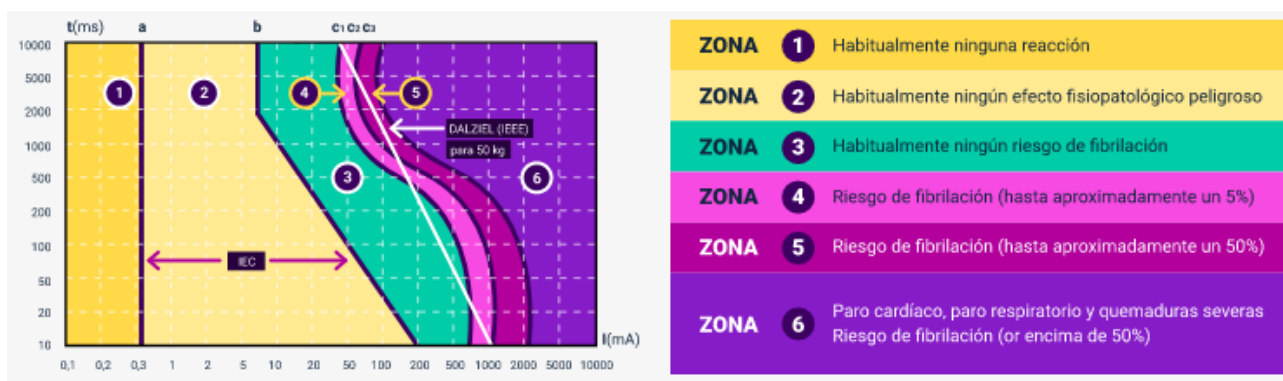 t(ms) a b c1 c2 c3
10000
5000
2000
1000
500
200
100
50
20
10
1
2
4
5
3
6
DALZIEL (IEEE)
para 50 kg
IEC
I(mA)
0,1 0,2 0,3 1 2 5 10 20 50 100 200 500 1000 2000 5000 10000
ZONA 1 Habitualmente ninguna reacción
ZONA 2 Habitualmente ningún efecto fisiopatológico peligroso
ZONA 3 Habitualmente ningún riesgo de fibrilación
ZONA 4 Riesgo de fibrilación (hasta aproximadamente un 5%)
ZONA 5 Riesgo de fibrilación (hasta aproximadamente un 50%)
ZONA 6 Paro cardíaco, paro respiratorio y quemaduras severas
Riesgo de fibrilación (or encima de 50%)